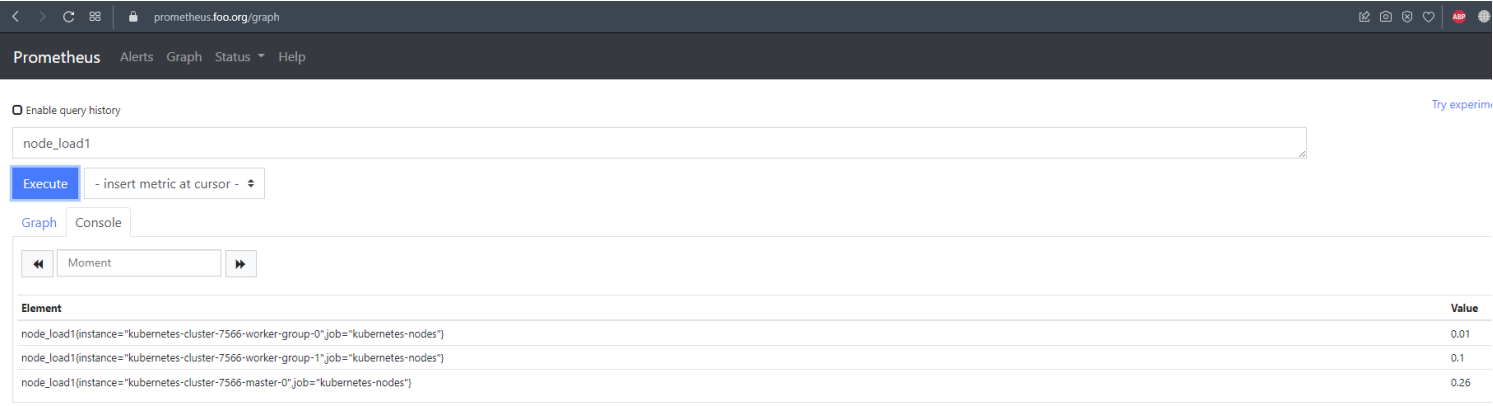 prometheus.foo.org/graph
ABP
Prometheus Alerts Graph Status Help
Enable query history
Try experime
node_load1
Execute - insert metric at cursor -
Graph Console
Moment
Element Value
node_load1{instance="kubernetes-cluster-7566-worker-group-0",job="kubernetes-nodes"} 0.01
node_load1{instance="kubernetes-cluster-7566-worker-group-1",job="kubernetes-nodes"} 0.1
node_load1{instance="kubernetes-cluster-7566-master-0",job="kubernetes-nodes"} 0.26